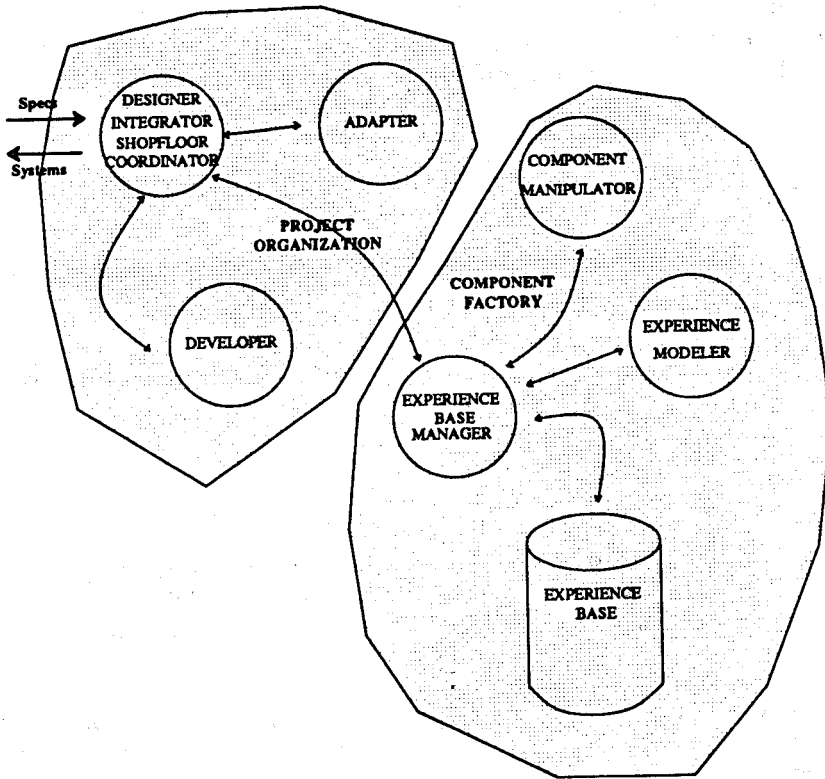 Specs
Systems
DESIGNER
INTEGRATOR
SHOPFLOOR
COORDINATOR
ADAPTER
PROJECT
ORGANIZATION
DEVELOPER
COMPONENT
MANIPULATOR
COMPONENT
FACTORY
EXPERIENCE
MODELER
EXPERIENCE
BASE
MANAGER
EXPERIENCE
BASE